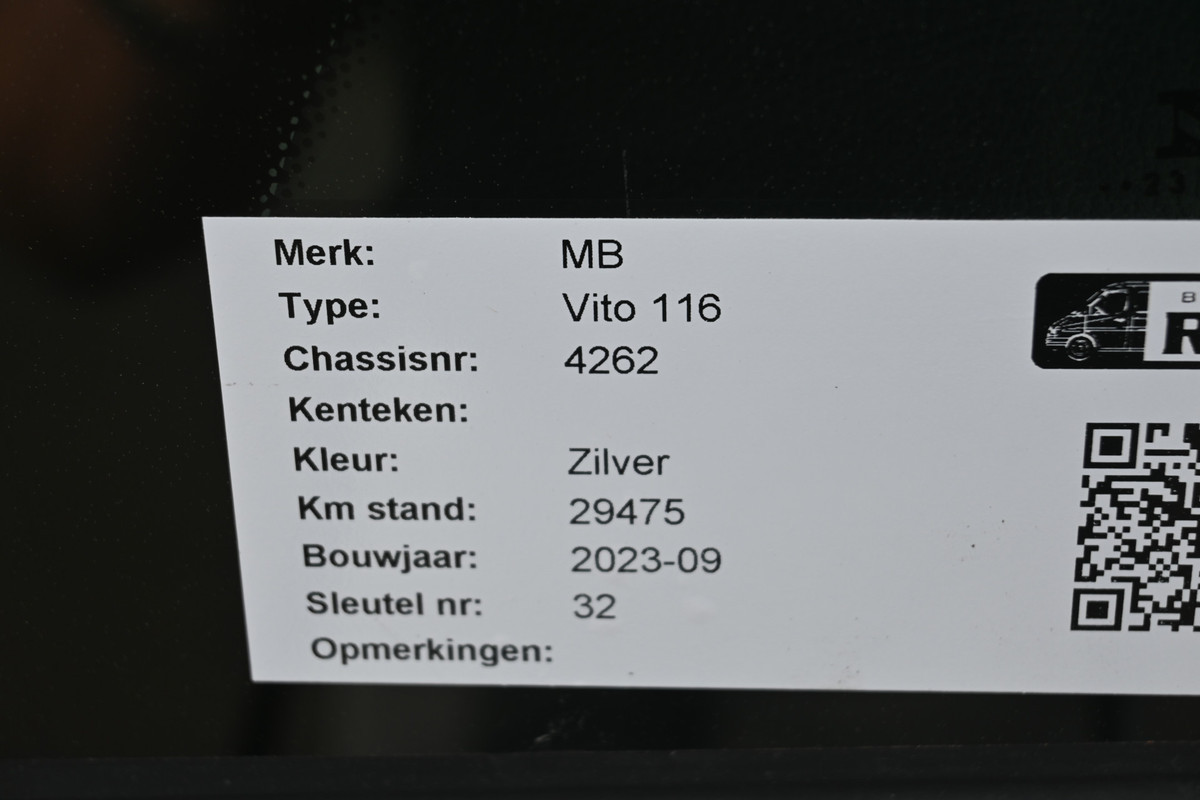 Merk: MB
Type: Vito 116
Chassisnr: 4262
Kenteken:
Kleur: Zilver
Km stand: 29475
Bouwjaar: 2023-09
Sleutel nr: 32
Opmerkingen: